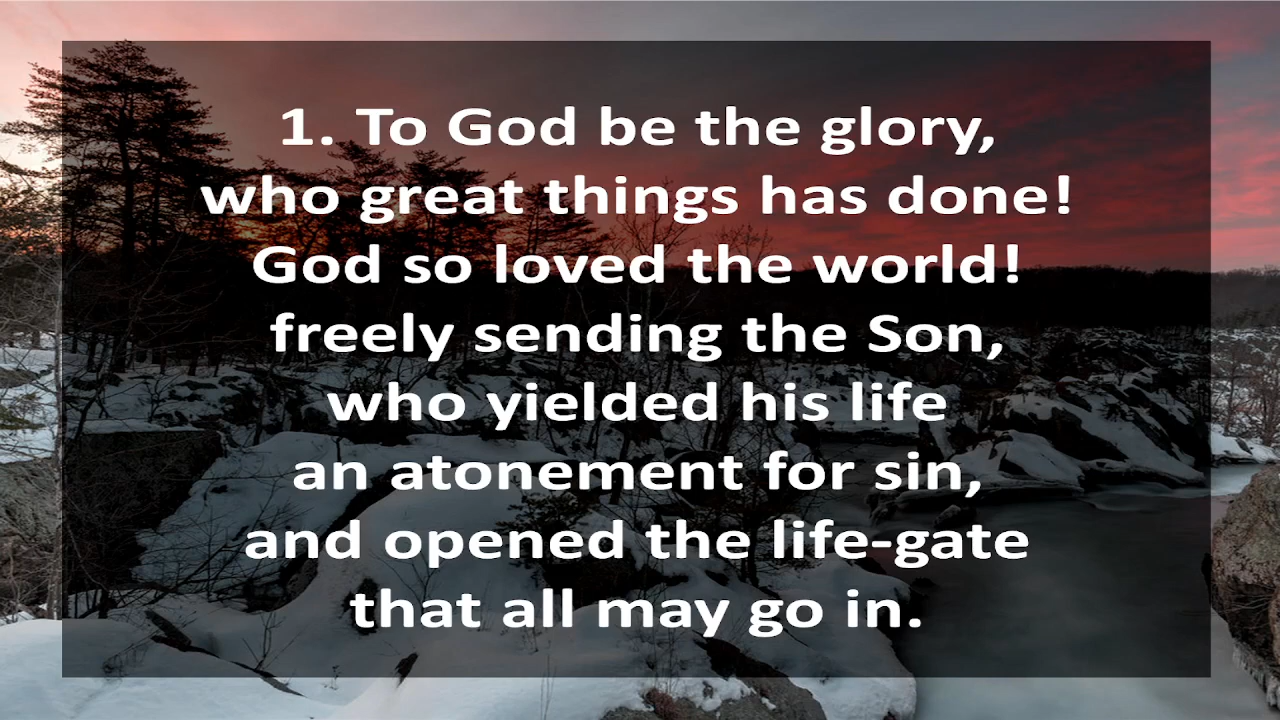 1. To God be the glory,
who great things has done!
God so loved the world!
freely sending the Son,
who yielded his life
an atonement for sin,
and opened the life-gate
that all may go in.